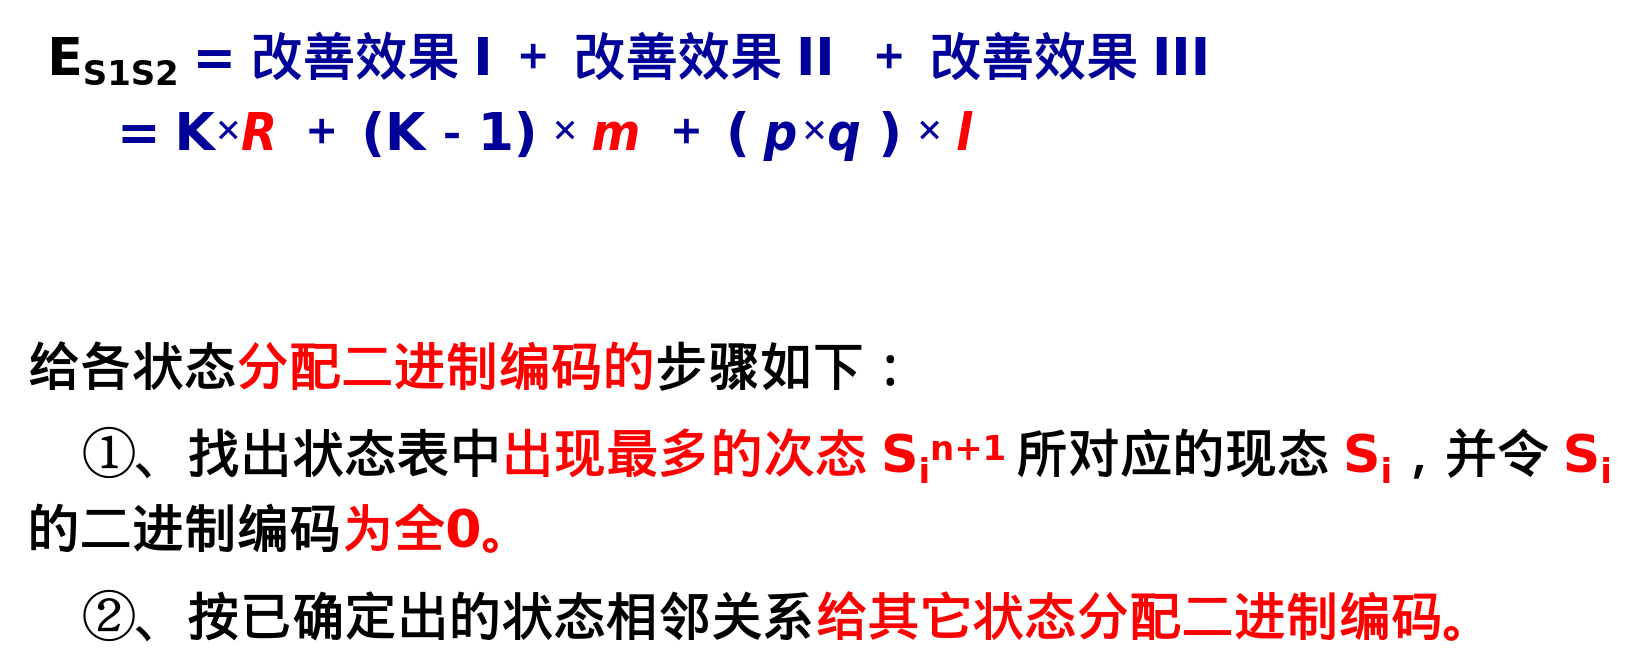 E_S1S2 = 改善效果 I + 改善效果 II + 改善效果 III
= K×R + (K - 1) × m + ( p×q ) × l
给各状态分配二进制编码的步骤如下：
①、找出状态表中出现最多的次态 S_i^n+1 所对应的现态 S_i，并令 S_i
的二进制编码为全0。
②、按已确定出的状态相邻关系给其它状态分配二进制编码。